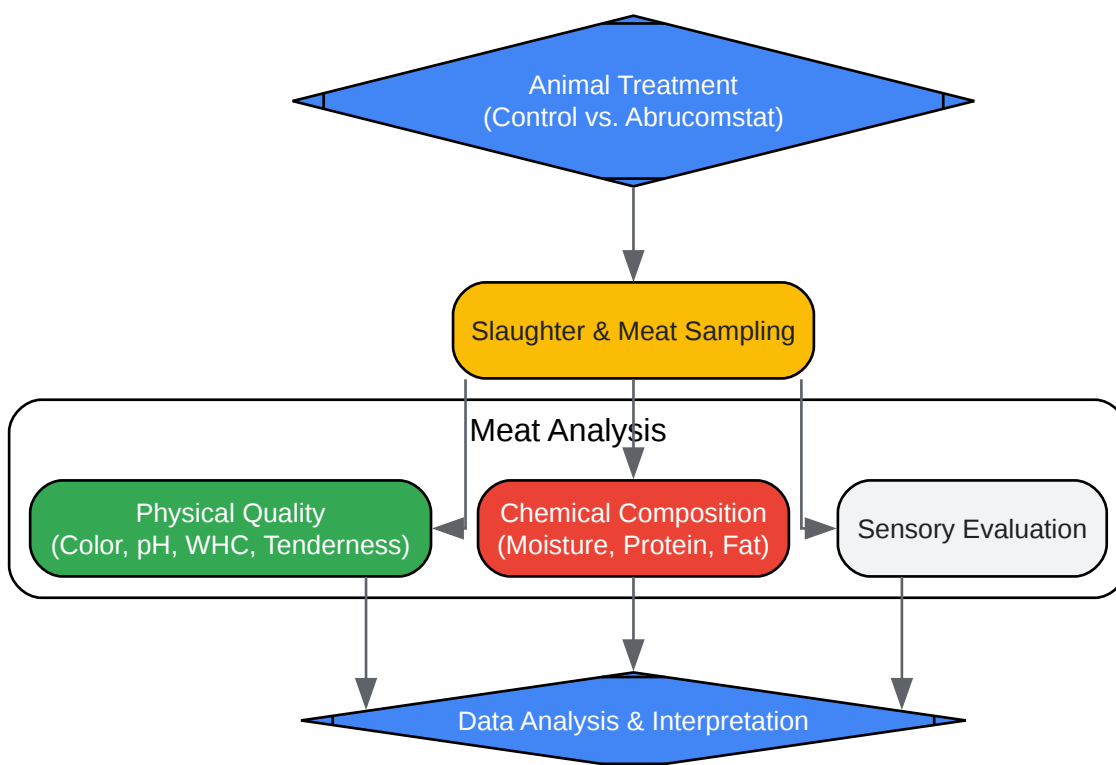 Animal Treatment
(Control vs. Abrucomstat)
Slaughter & Meat Sampling
Meat Analysis
Physical Quality
(Color, pH, WHC, Tenderness)
Chemical Composition
(Moisture, Protein, Fat)
Sensory Evaluation
Data Analysis & Interpretation